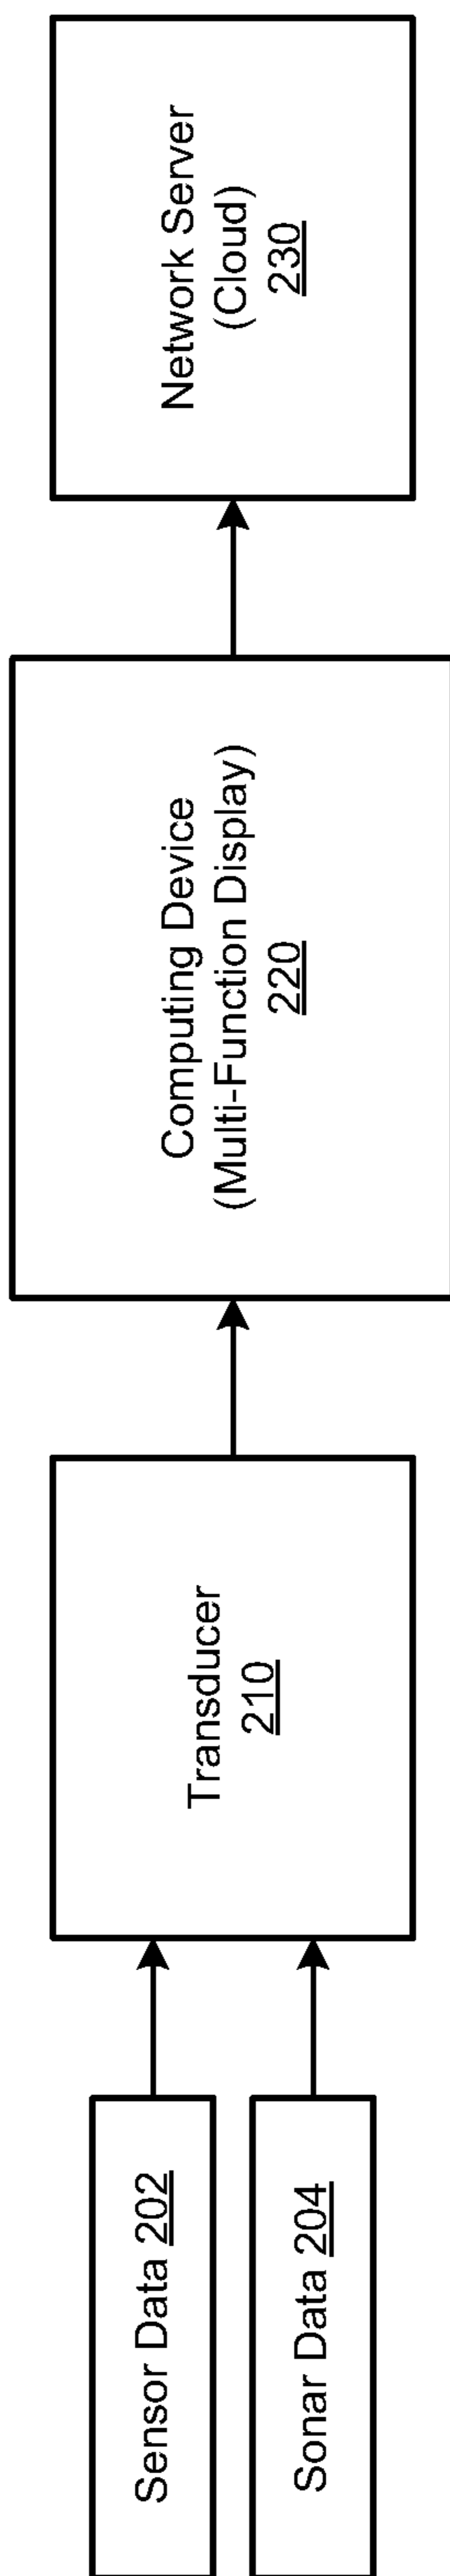 Sensor Data 202
Sonar Data 204
Transducer
210
Computing Device
(Multi-Function Display)
220
Network Server
(Cloud)
230